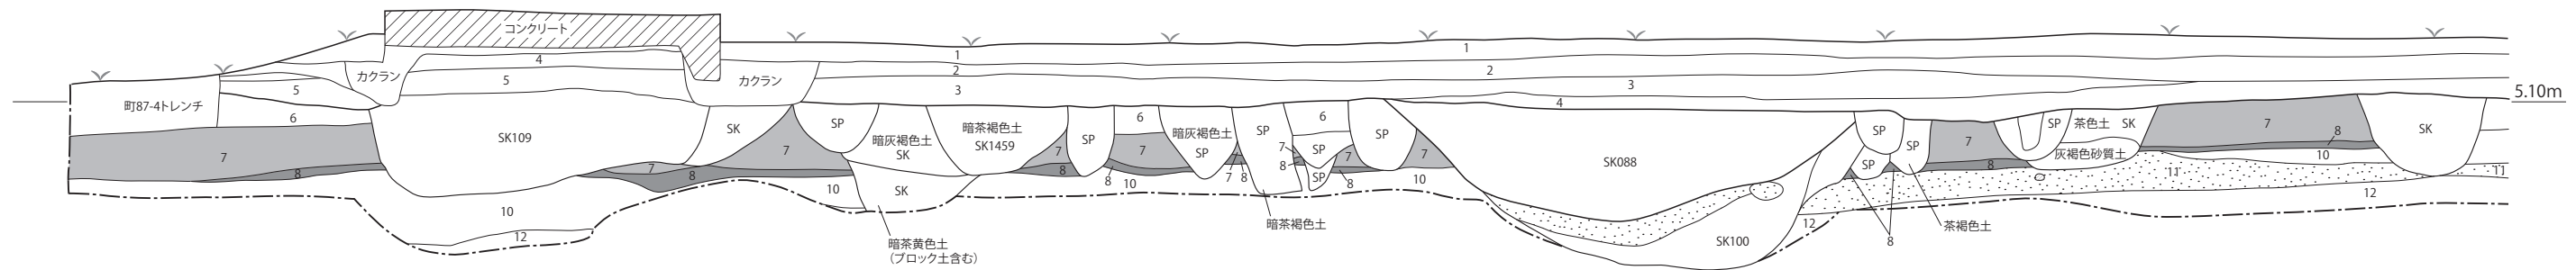 コンクリート
1
1
4
カクラン
カクラン
2
2
5
5
3
3
4
5.10m
町87-4トレンチ
6
SK109
SK
SP
暗灰褐色土
SK
暗茶褐色土
SK1459
SP
6
暗灰褐色土
SP
SP
6
SP
SP
SP
SK088
SP
SP
SP
SP
茶色土
SK
灰褐色砂質土
SK
7
7
7
7
7
7
7
7
7
7
7
8
8
8
8
8
8
8
8
8
8
10
10
10
10
10
11
11
SK
12
12
12
暗茶黄色土
（ブロック土含む）
暗茶褐色土
SK100
茶褐色土